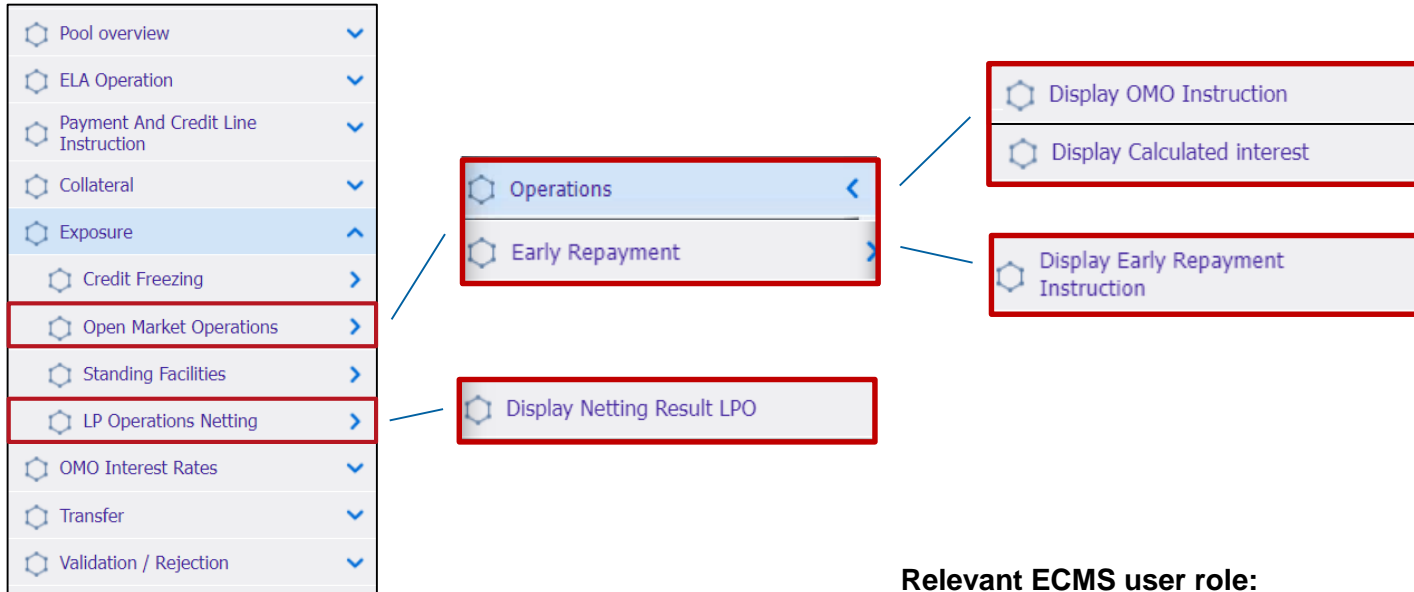 Pool overview
ELA Operation
Payment And Credit Line
Instruction
Collateral
Exposure
Credit Freezing
Open Market Operations
Standing Facilities
LP Operations Netting
OMO Interest Rates
Transfer
Validation / Rejection
Operations
Early Repayment
Display Netting Result LPO
Display OMO Instruction
Display Calculated interest
Display Early Repayment
Instruction
Relevant ECMS user role: